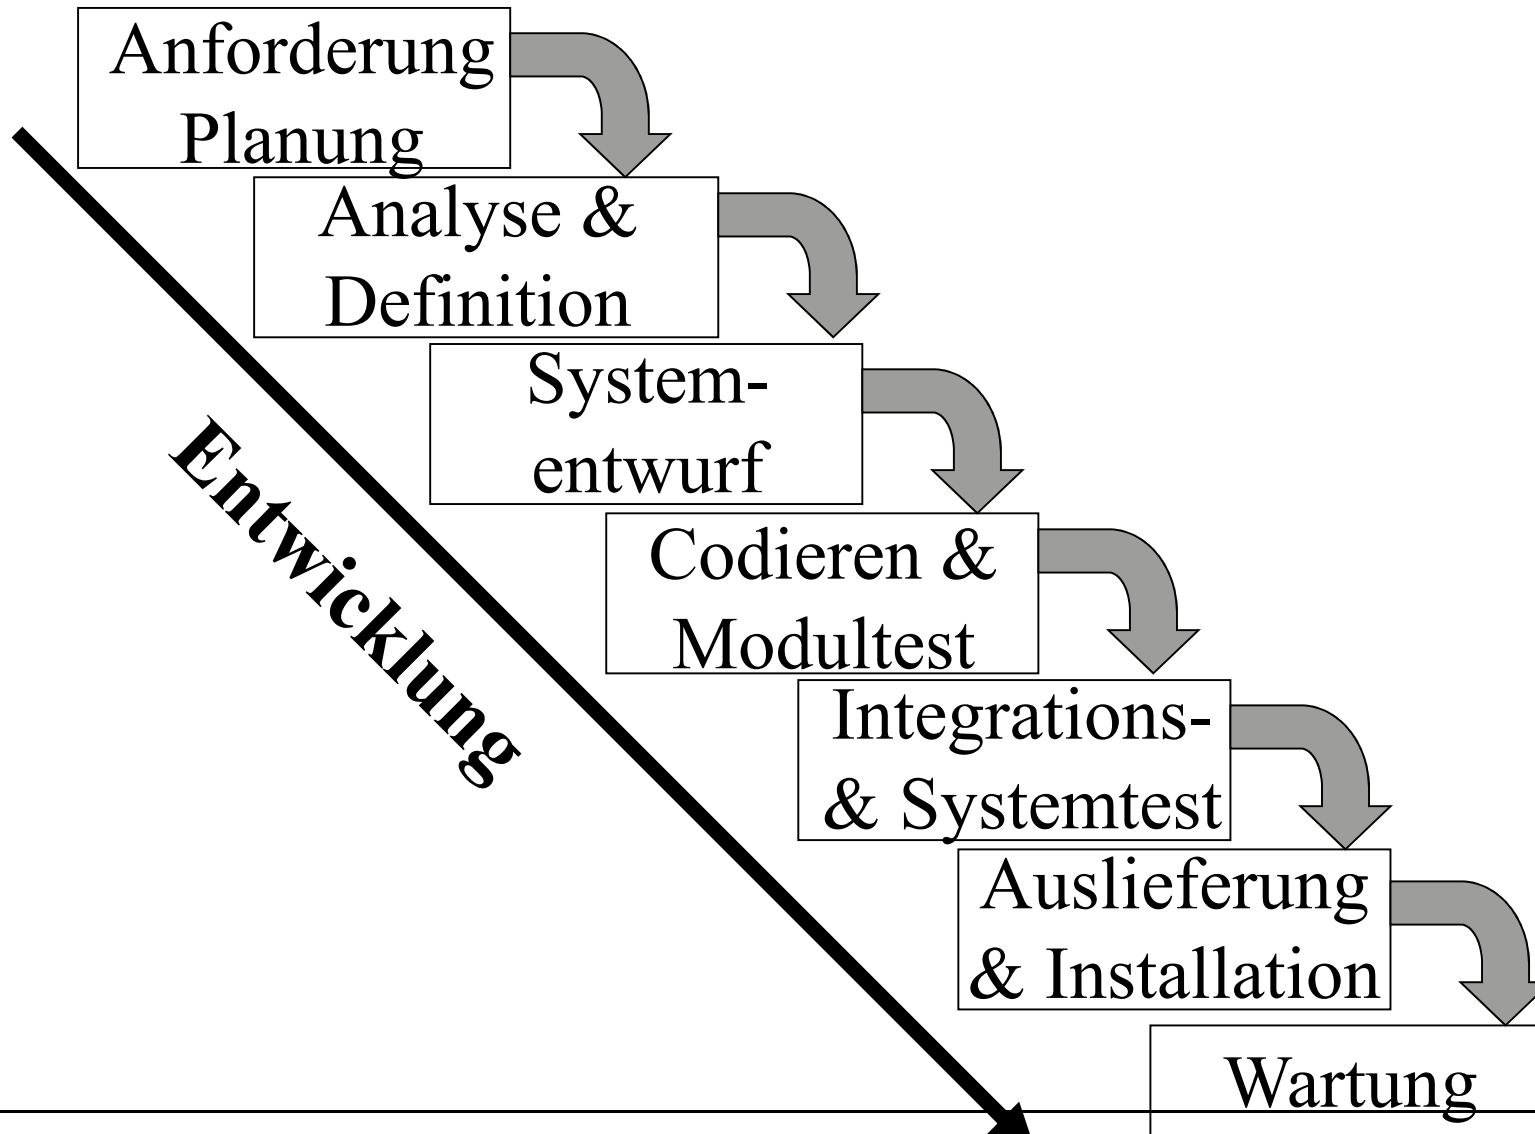 Anforderung
Planung
Analyse &
Definition
System-
entwurf
Entwicklung
Codieren &
Modultest
Integrations-
& Systemtest
Auslieferung
& Installation
Wartung